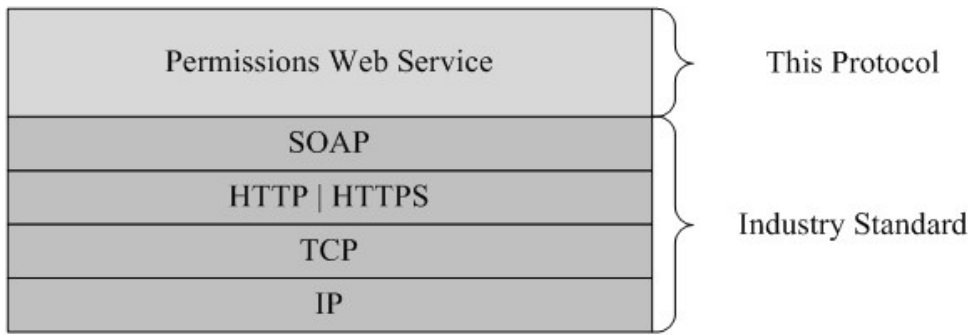 Permissions Web Service
This Protocol
SOAP
HTTP | HTTPS
TCP
IP
Industry Standard